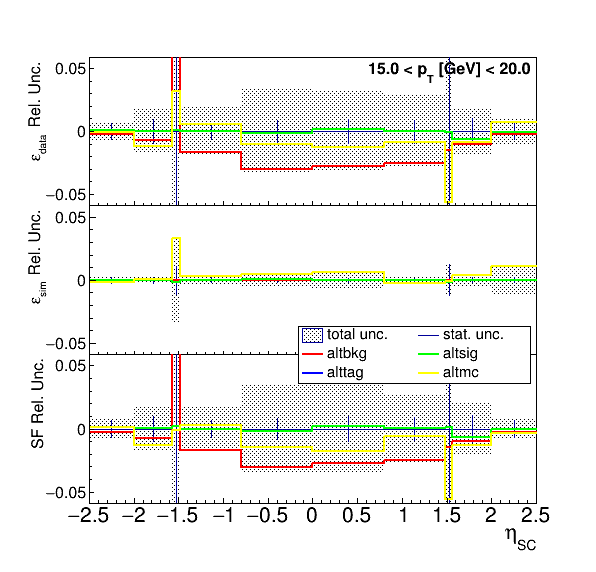 15.0 < p_T [GeV] < 20.0
ε_data Rel. Unc.
0.05
0
−0.05
ε_sim Rel. Unc.
0.05
0
−0.05
total unc. stat. unc.
altbkg altsig
alttag altmc
SF Rel. Unc.
0.05
0
−0.05
−2.5 −2 −1.5 −1 −0.5 0 0.5 1 1.5 2 2.5
η_SC